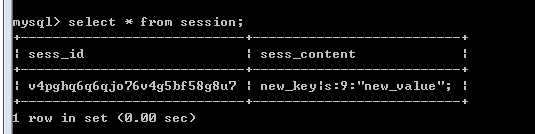 mysql> select * from session;
+----------------------------+--------------------------+
| sess_id | sess_content |
+----------------------------+--------------------------+
| v4pghq6q6qjo76v4g5bf58g8u7 | new_key|s:9:"new_value"; |
+----------------------------+--------------------------+
1 row in set (0.00 sec)